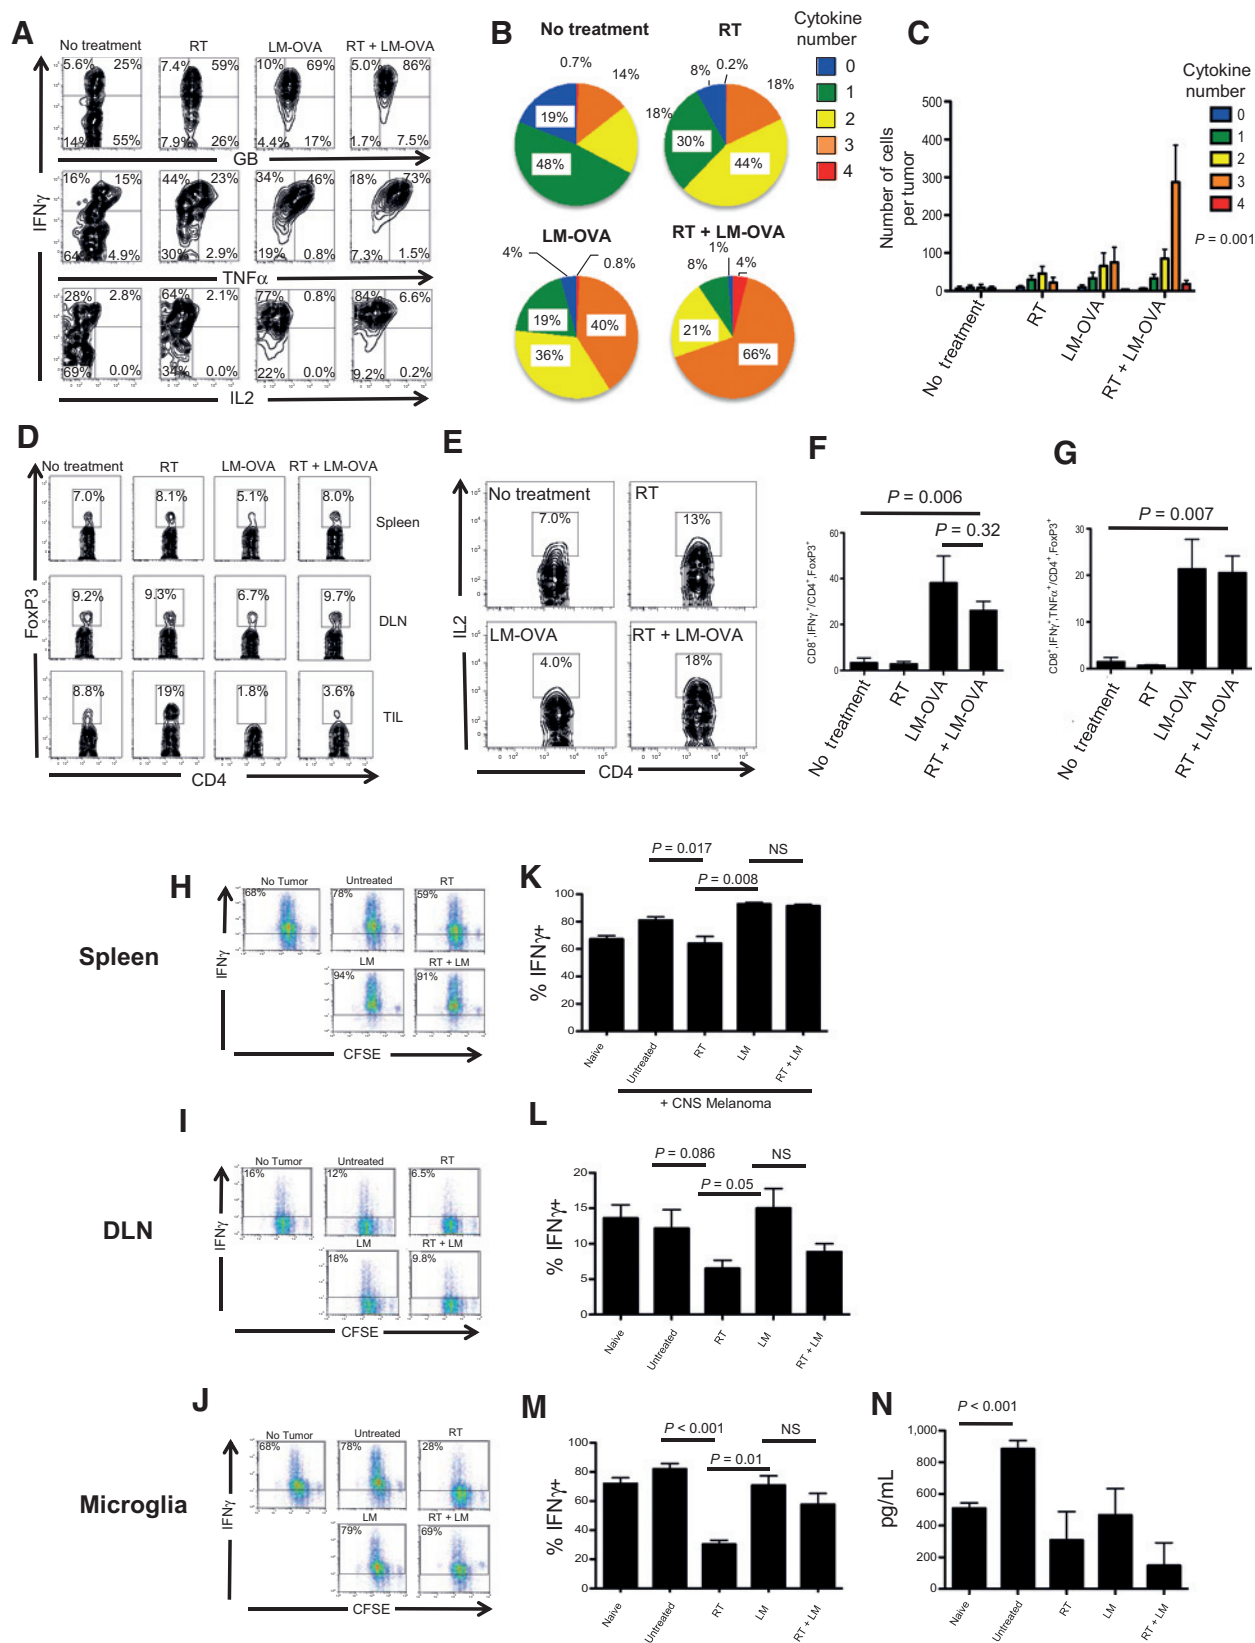 A
No treatment RT LM-OVA RT + LM-OVA
5.6% 25% 7.4% 59% 10% 69% 5.0% 86%
14% 55% 7.9% 26% 4.4% 17% 1.7% 7.5%
GB
16% 15% 44% 23% 34% 46% 18% 73%
64% 4.9% 30% 2.9% 19% 0.8% 7.3% 1.5%
TNFα
IFNγ
28% 2.8% 64% 2.1% 77% 0.8% 84% 6.6%
69% 0.0% 34% 0.0% 22% 0.0% 9.2% 0.2%
IL2
B
No treatment RT
Cytokine
number
0
1
2
3
4
0.7% 14% 18% 48% 19%
0.2% 18% 44% 30% 8%
LM-OVA RT + LM-OVA
4% 0.8% 40% 36% 19%
1% 4% 66% 21% 8%
C
Cytokine
number
0
1
2
3
4
P = 0.001
Number of cells
per tumor
500
400
300
200
100
0
No treatment RT LM-OVA RT + LM-OVA
D
No treatment RT LM-OVA RT + LM-OVA
7.0% 8.1% 5.1% 8.0% Spleen
9.2% 9.3% 6.7% 9.7% DLN
8.8% 19% 1.8% 3.6% TIL
FoxP3
CD4
E
No treatment RT
7.0% 13%
LM-OVA RT + LM-OVA
4.0% 18%
IL2
CD4
F
P = 0.006
P = 0.32
CD8+,IFNγ+/CD4+,FoxP3+
60
40
20
0
No treatment RT LM-OVA RT + LM-OVA
G
P = 0.007
CD8+,IFNγ+,TNFα+/CD4+,FoxP3+
30
20
10
0
No treatment RT LM-OVA RT + LM-OVA
Spleen
H
No Tumor Untreated RT
68% 78% 59%
LM RT + LM
94% 91%
IFNγ
CFSE
K
P = 0.017 NS
P = 0.008
% IFNγ+
100
80
60
40
20
0
Naive Untreated RT LM RT + LM
+ CNS Melanoma
DLN
I
No Tumor Untreated RT
16% 12% 6.5%
LM RT + LM
18% 9.8%
IFNγ
CFSE
L
P = 0.086 NS
P = 0.05
% IFNγ+
20
15
10
5
0
Naive Untreated RT LM RT + LM
Microglia
J
No Tumor Untreated RT
68% 78% 28%
LM RT + LM
79% 69%
IFNγ
CFSE
M
P < 0.001 NS
P = 0.01
% IFNγ+
100
80
60
40
20
0
Naive Untreated RT LM RT + LM
N
P < 0.001
pg/mL
1,000
800
600
400
200
0
Naive Untreated RT LM RT + LM